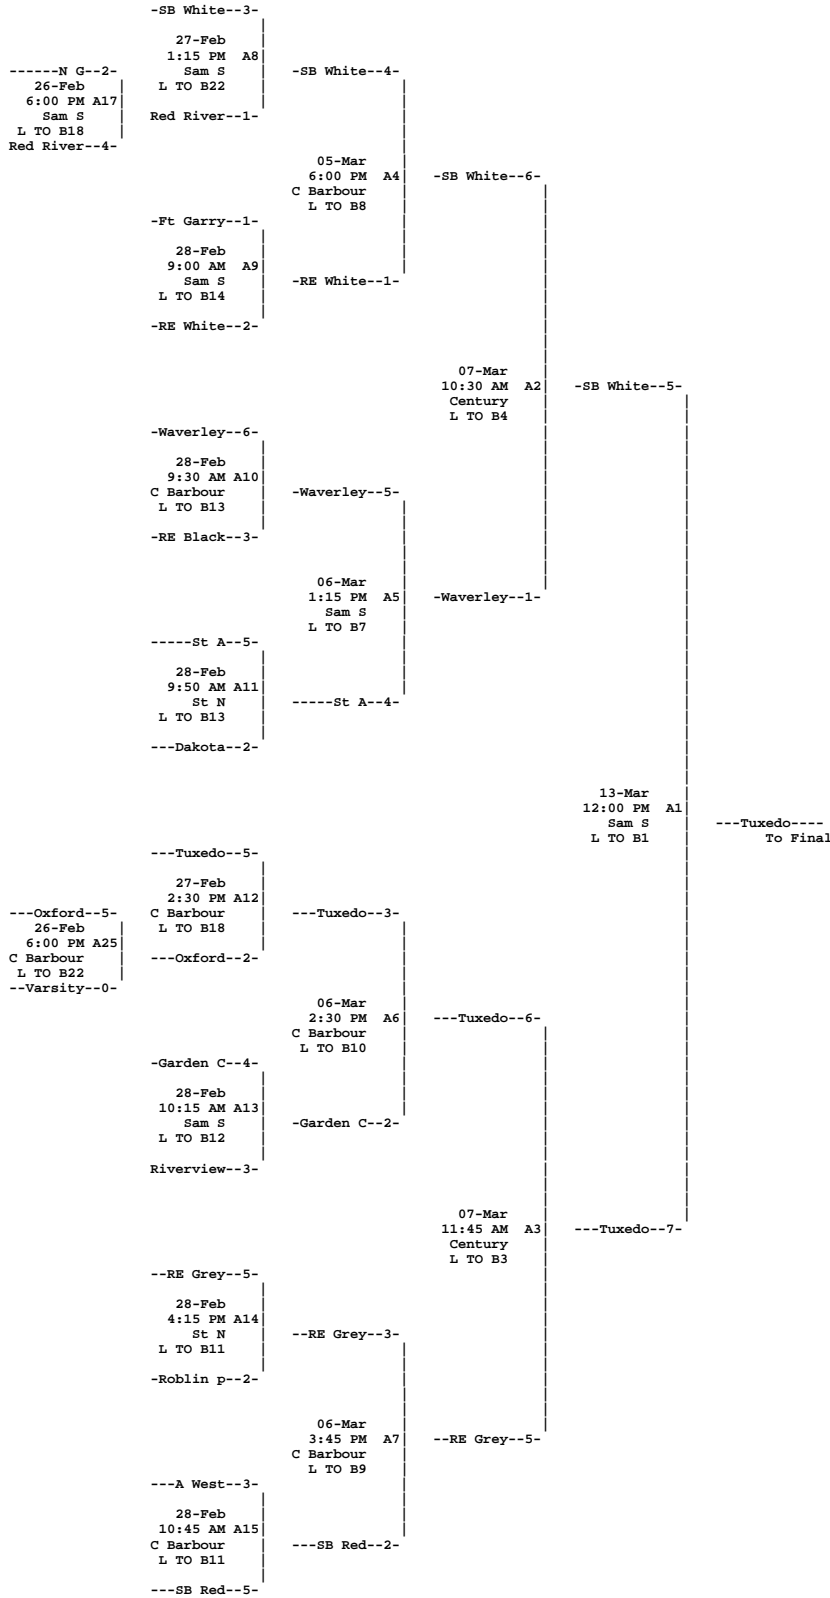 -SB White--3-
27-Feb
1:15 PM A8
------N G--2- Sam S -SB White--4-
26-Feb L TO B22
6:00 PM A17
Sam S Red River--1-
L TO B18
Red River--4-
05-Mar
6:00 PM A4 -SB White--6-
C Barbour
L TO B8
-Ft Garry--1-
28-Feb
9:00 AM A9
Sam S -RE White--1-
L TO B14
-RE White--2-
07-Mar
10:30 AM A2 -SB White--5-
Century
L TO B4
-Waverley--6-
28-Feb
9:30 AM A10
C Barbour -Waverley--5-
L TO B13
-RE Black--3-
06-Mar
1:15 PM A5 -Waverley--1-
Sam S
L TO B7
-----St A--5-
28-Feb
9:50 AM A11
St N -----St A--4-
L TO B13
---Dakota--2-
13-Mar
12:00 PM A1
Sam S ---Tuxedo----
L TO B1 To Final
---Tuxedo--5-
27-Feb
2:30 PM A12
---Oxford--5- C Barbour ---Tuxedo--3-
26-Feb L TO B18
6:00 PM A25
C Barbour ---Oxford--2-
L TO B22
--Varsity--0-
06-Mar
2:30 PM A6 ---Tuxedo--6-
C Barbour
L TO B10
-Garden C--4-
28-Feb
10:15 AM A13
Sam S -Garden C--2-
L TO B12
Riverview--3-
07-Mar
11:45 AM A3 ---Tuxedo--7-
Century
L TO B3
--RE Grey--5-
28-Feb
4:15 PM A14
St N --RE Grey--3-
L TO B11
-Roblin p--2-
06-Mar
3:45 PM A7 --RE Grey--5-
C Barbour
L TO B9
---A West--3-
28-Feb
10:45 AM A15
C Barbour ---SB Red--2-
L TO B11
---SB Red--5-